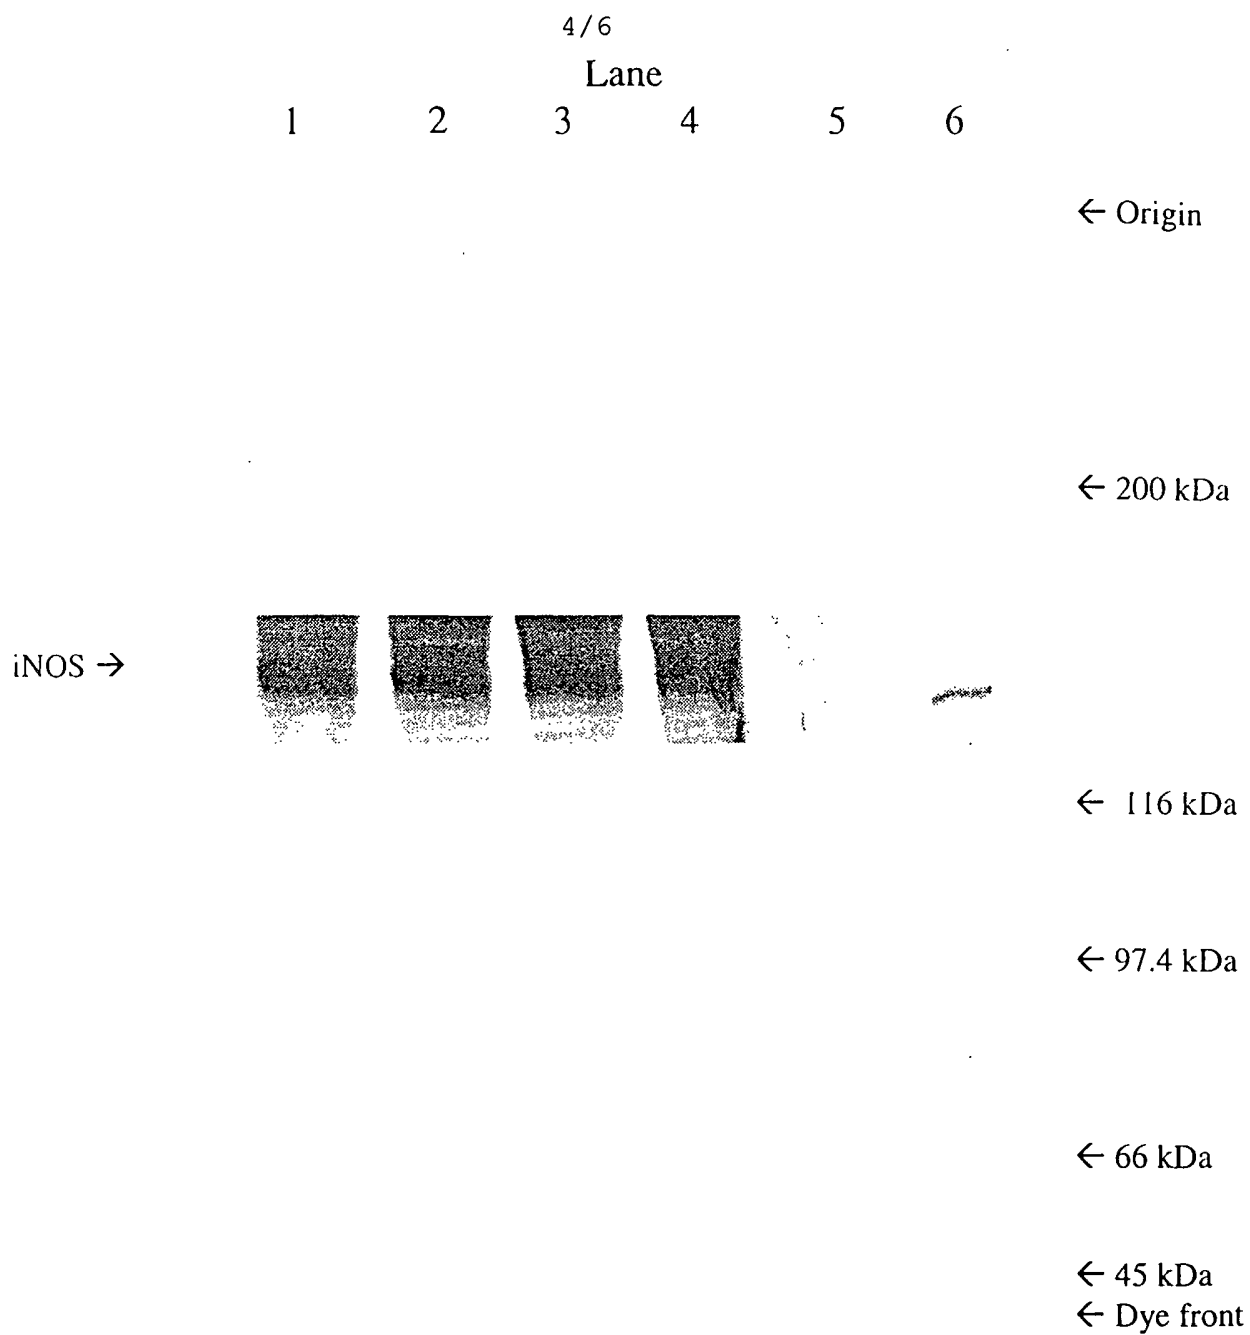 4/6
Lane
1 2 3 4 5 6
← Origin
← 200 kDa
iNOS →
← 116 kDa
← 97.4 kDa
← 66 kDa
← 45 kDa
← Dye front